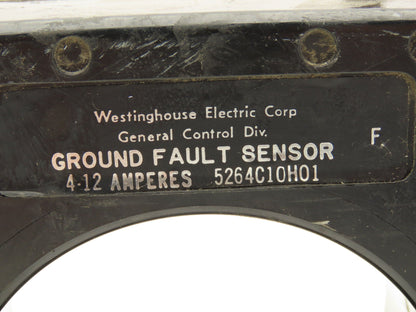 Westinghouse Electric Corp
General Control Div.
F.
GROUND FAULT SENSOR
4-12 AMPERES 5264C10H01